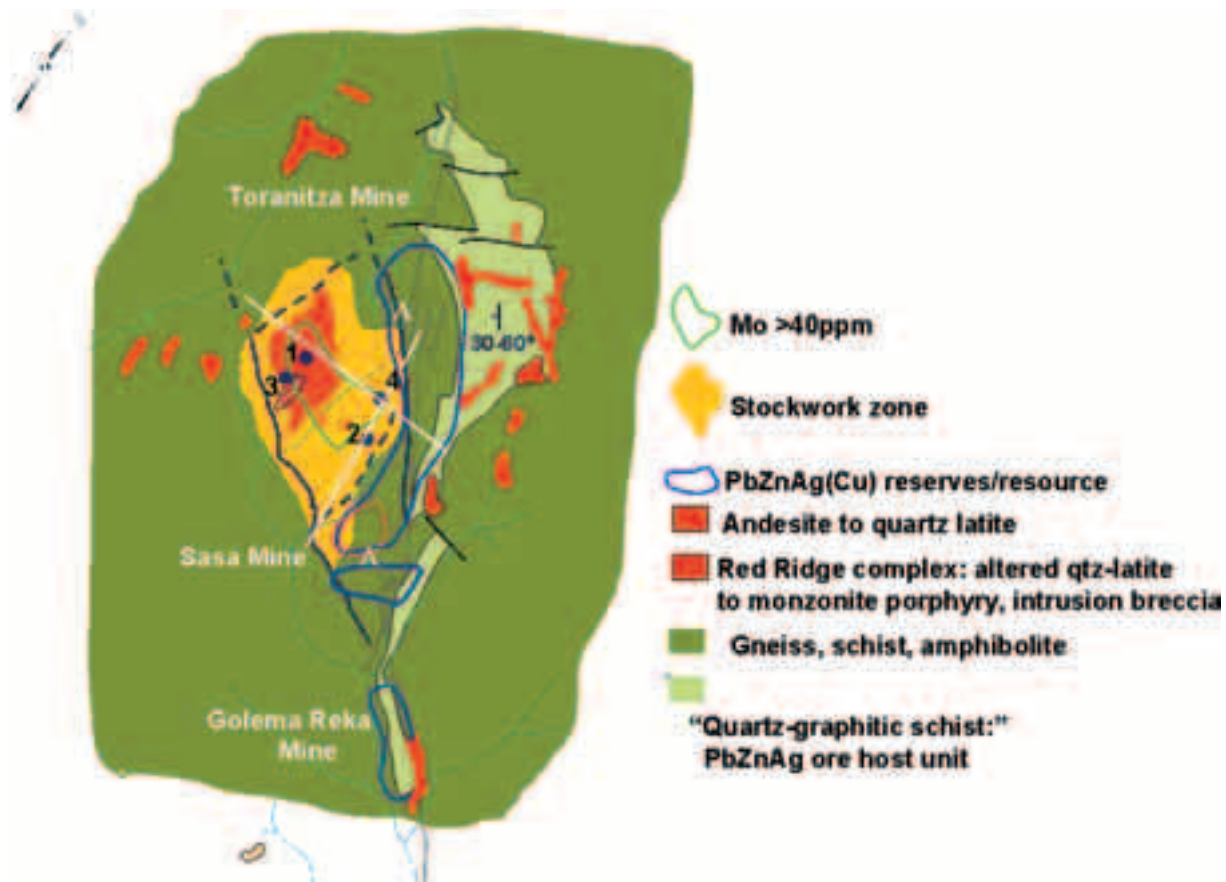 Toranitza Mine
30-60°
1
3
4
2
Sasa Mine
Golema Reka
Mine
Mo >40ppm
Stockwork zone
PbZnAg(Cu) reserves/resource
Andesite to quartz latite
Red Ridge complex: altered qtz-latite
to monzonite porphyry, intrusion breccia
Gneiss, schist, amphibolite
“Quartz-graphitic schist:”
PbZnAg ore host unit